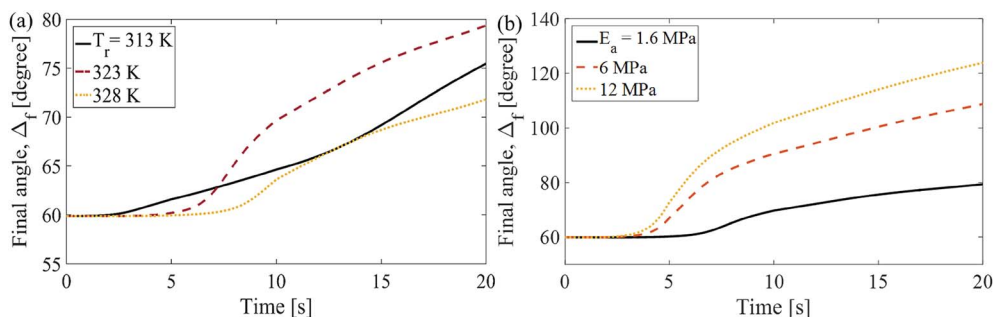 (a)
80
75
70
65
60
55
Final angle, Δf [degree]
Tr = 313 K
323 K
328 K
0 5 10 15 20
Time [s]
(b)
140
120
100
80
60
40
Final angle, Δf [degree]
Ea = 1.6 MPa
6 MPa
12 MPa
0 5 10 15 20
Time [s]